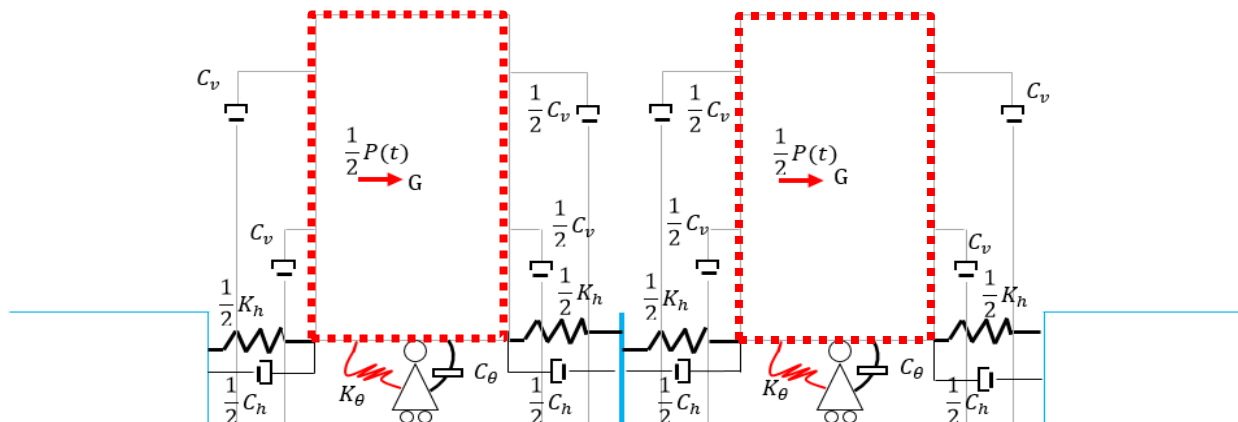 C_v
1/2 C_v
1/2 C_v
C_v
1/2 P(t)
G
1/2 P(t)
G
C_v
1/2 C_v
1/2 C_v
C_v
1/2 K_h
1/2 K_h
1/2 K_h
1/2 K_h
K_θ
C_θ
K_θ
C_θ
1/2 C_h
1/2 C_h
1/2 C_h
1/2 C_h